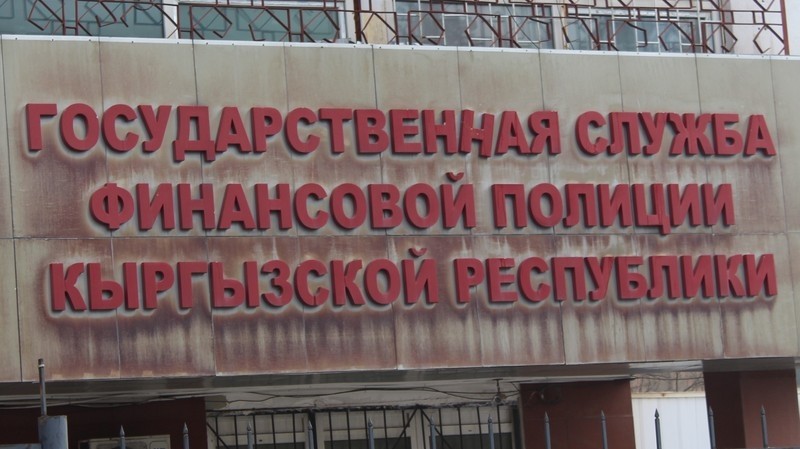 ГОСУДАРСТВЕННАЯ СЛУЖБА
ФИНАНСОВОЙ ПОЛИЦИИ
КЫРГЫЗСКОЙ РЕСПУБЛИКИ